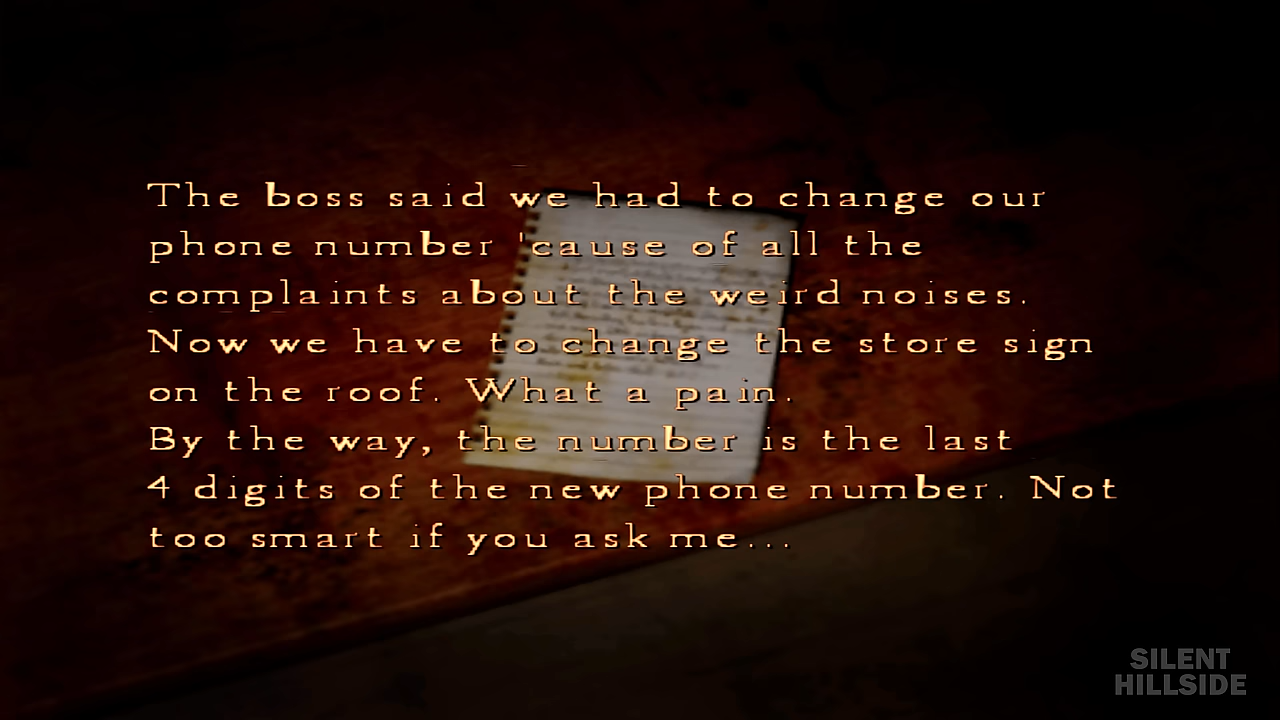 The boss said we had to change our
phone number 'cause of all the
complaints about the weird noises.
Now we have to change the store sign
on the roof. What a pain.
By the way, the number is the last
4 digits of the new phone number. Not
too smart if you ask me...
SILENT
HILLSIDE